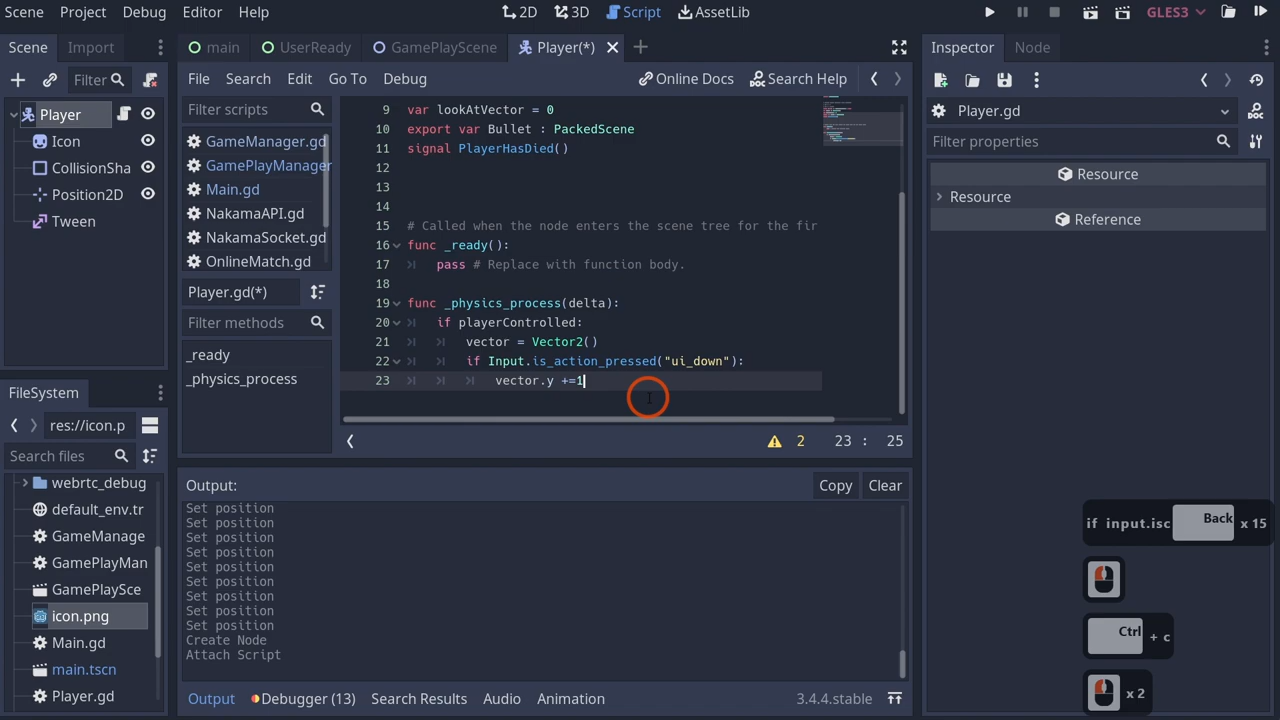 Scene Project Debug Editor Help 2D 3D Script AssetLib GLES3
Scene Import main UserReady GamePlayScene Player(*) Inspector Node
Filter File Search Edit Go To Debug Online Docs Search Help
Player Filter scripts Player.gd
Icon
CollisionSha
Position2D
Tween
GameManager.gd
GamePlayManager
Main.gd
NakamaAPI.gd
NakamaSocket.gd
OnlineMatch.gd
Player.gd(*)
Filter methods
_ready
_physics_process
9 var lookAtVector = 0
10 export var Bullet : PackedScene
11 signal PlayerHasDied()
12
13
14
15 # Called when the node enters the scene tree for the fir
16 func _ready():
17 pass # Replace with function body.
18
19 func _physics_process(delta):
20 if playerControlled:
21 vector = Vector2()
22 if Input.is_action_pressed("ui_down"):
23 vector.y +=1
2 23 : 25
Filter properties
Resource
Resource
Reference
FileSystem
res://icon.p
Search files
webrtc_debug
default_env.tr
GameManage
GamePlayMan
GamePlaySce
icon.png
Main.gd
main.tscn
Player.gd
Output: Copy Clear
Set position
Set position
Set position
Set position
Set position
Set position
Set position
Set position
Set position
Create Node
Attach Script
Output Debugger (13) Search Results Audio Animation 3.4.4.stable
if input.isc Back x 15
Ctrl + c
x 2